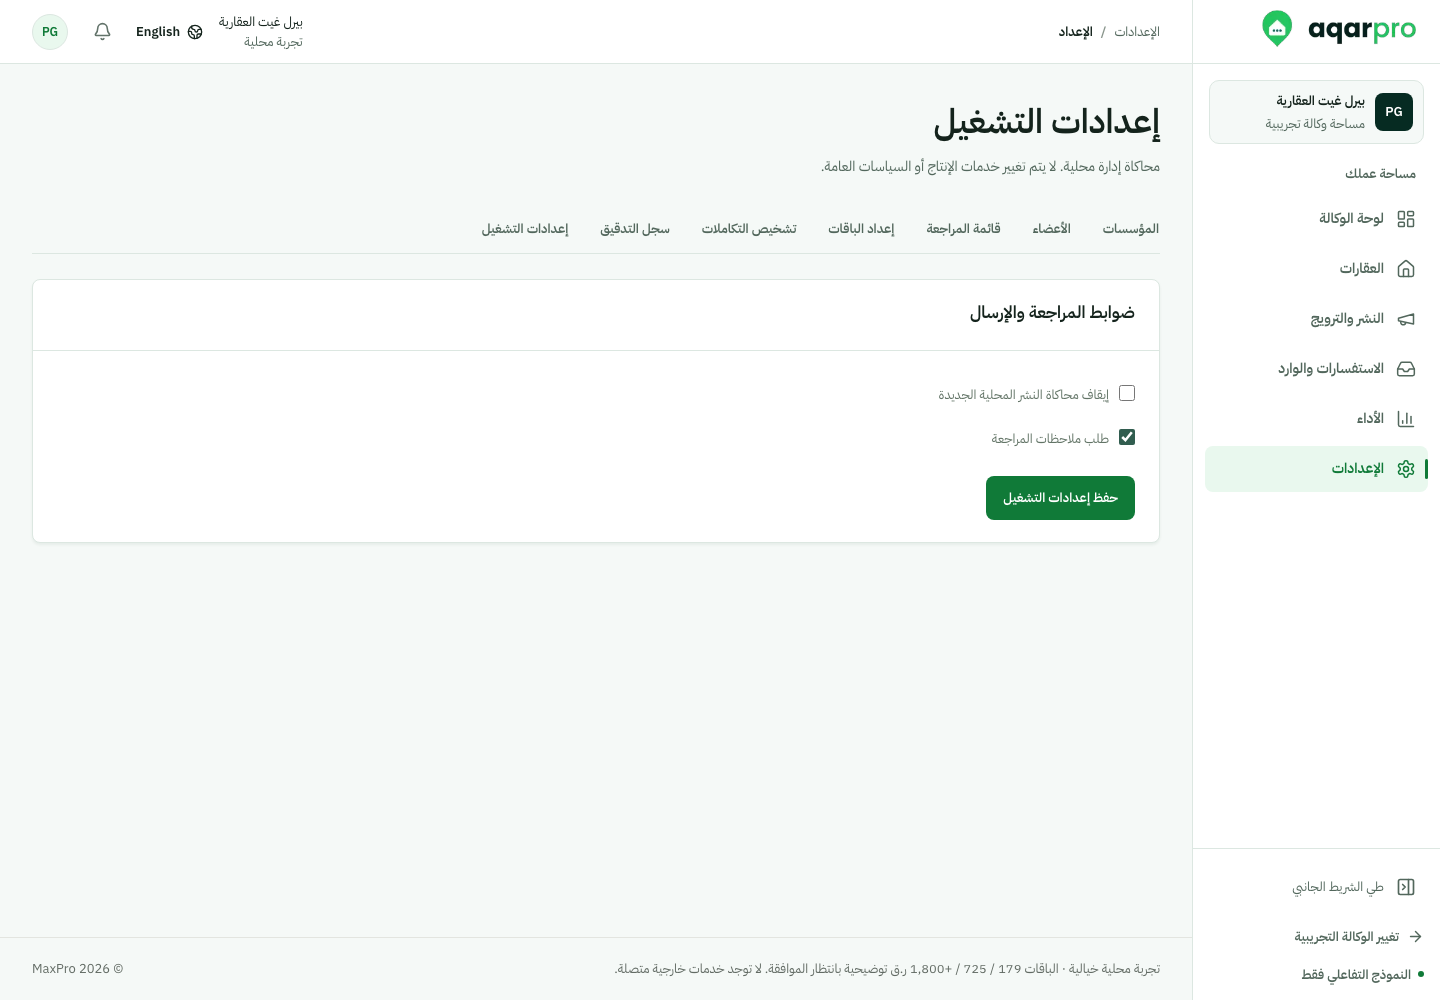 aqarpro
PG
بيرل غيت العقارية
مساحة وكالة تجريبية
مساحة عملك
لوحة الوكالة
العقارات
النشر والترويج
الاستفسارات والوارد
الأداء
الإعدادات
طي الشريط الجانبي
تغيير الوكالة التجريبية
النموذج التفاعلي فقط
الإعدادات / الإعداد
بيرل غيت العقارية
تجربة محلية
English
PG
إعدادات التشغيل
محاكاة إدارة محلية. لا يتم تغيير خدمات الإنتاج أو السياسات العامة.
المؤسسات
الأعضاء
قائمة المراجعة
إعداد الباقات
تشخيص التكاملات
سجل التدقيق
إعدادات التشغيل
ضوابط المراجعة والإرسال
إيقاف محاكاة النشر المحلية الجديدة
طلب ملاحظات المراجعة
حفظ إعدادات التشغيل
تجربة محلية خيالية · الباقات 179 / 725 / +1,800 ر.ق توضيحية بانتظار الموافقة. لا توجد خدمات خارجية متصلة.
© 2026 MaxPro